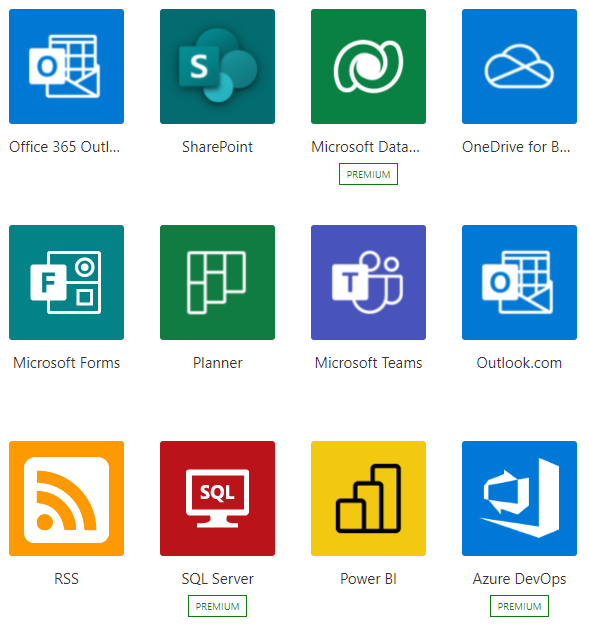 O
S
Office 365 Outl...
SharePoint
Microsoft Data...
OneDrive for B...
PREMIUM
F
T
O
Microsoft Forms
Planner
Microsoft Teams
Outlook.com
SQL
RSS
SQL Server
Power BI
Azure DevOps
PREMIUM
PREMIUM